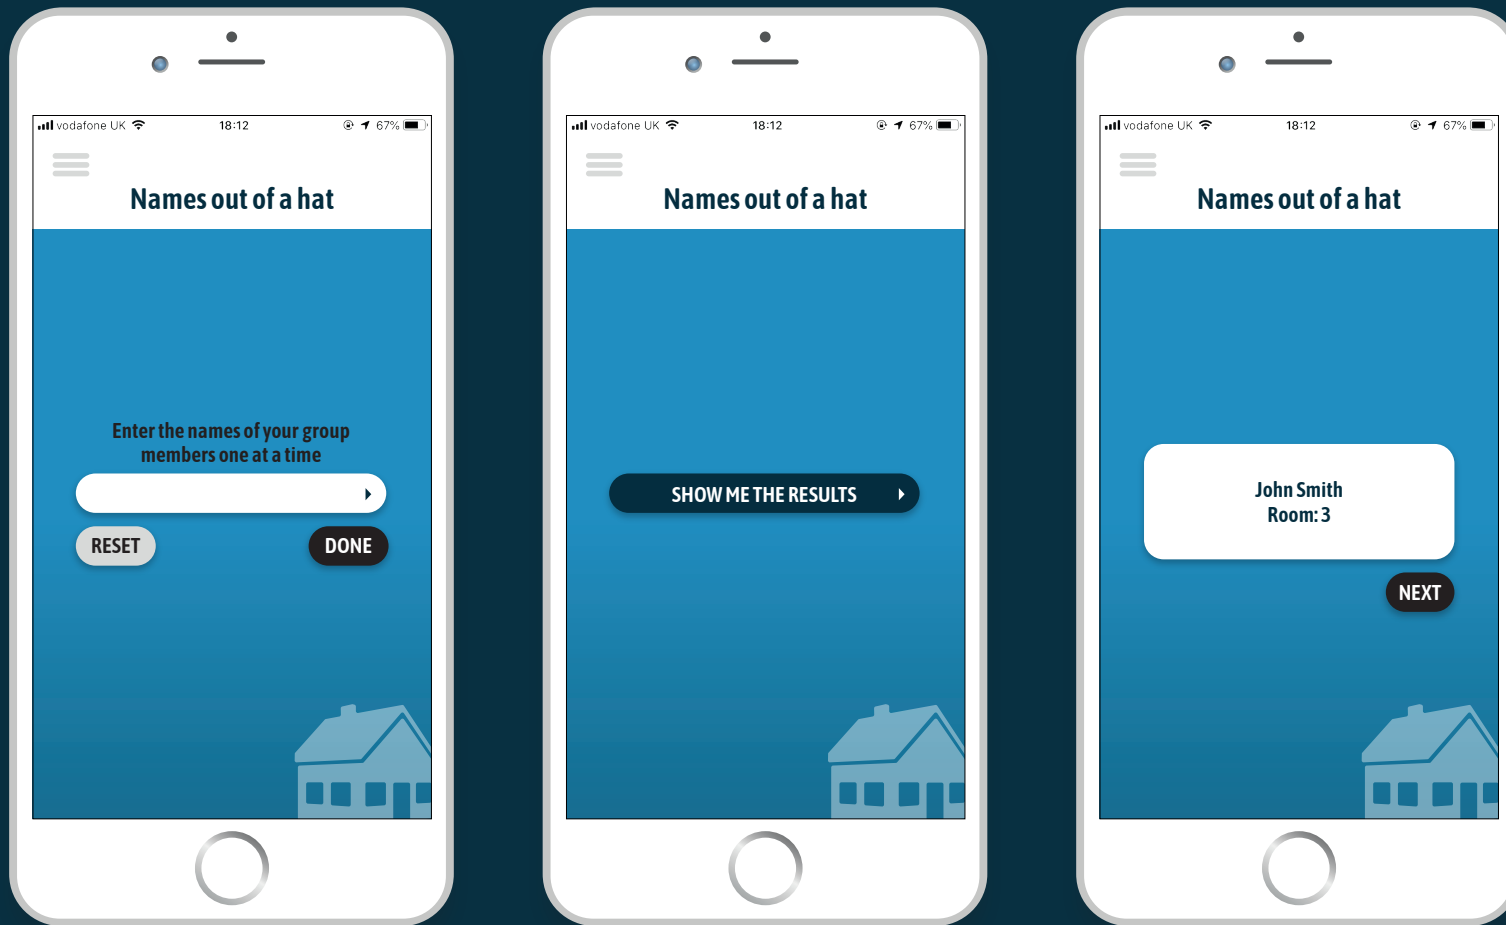 vodafone UK 18:12 67%
Names out of a hat
Enter the names of your group
members one at a time
RESET DONE
vodafone UK 18:12 67%
Names out of a hat
SHOW ME THE RESULTS
vodafone UK 18:12 67%
Names out of a hat
John Smith
Room: 3
NEXT